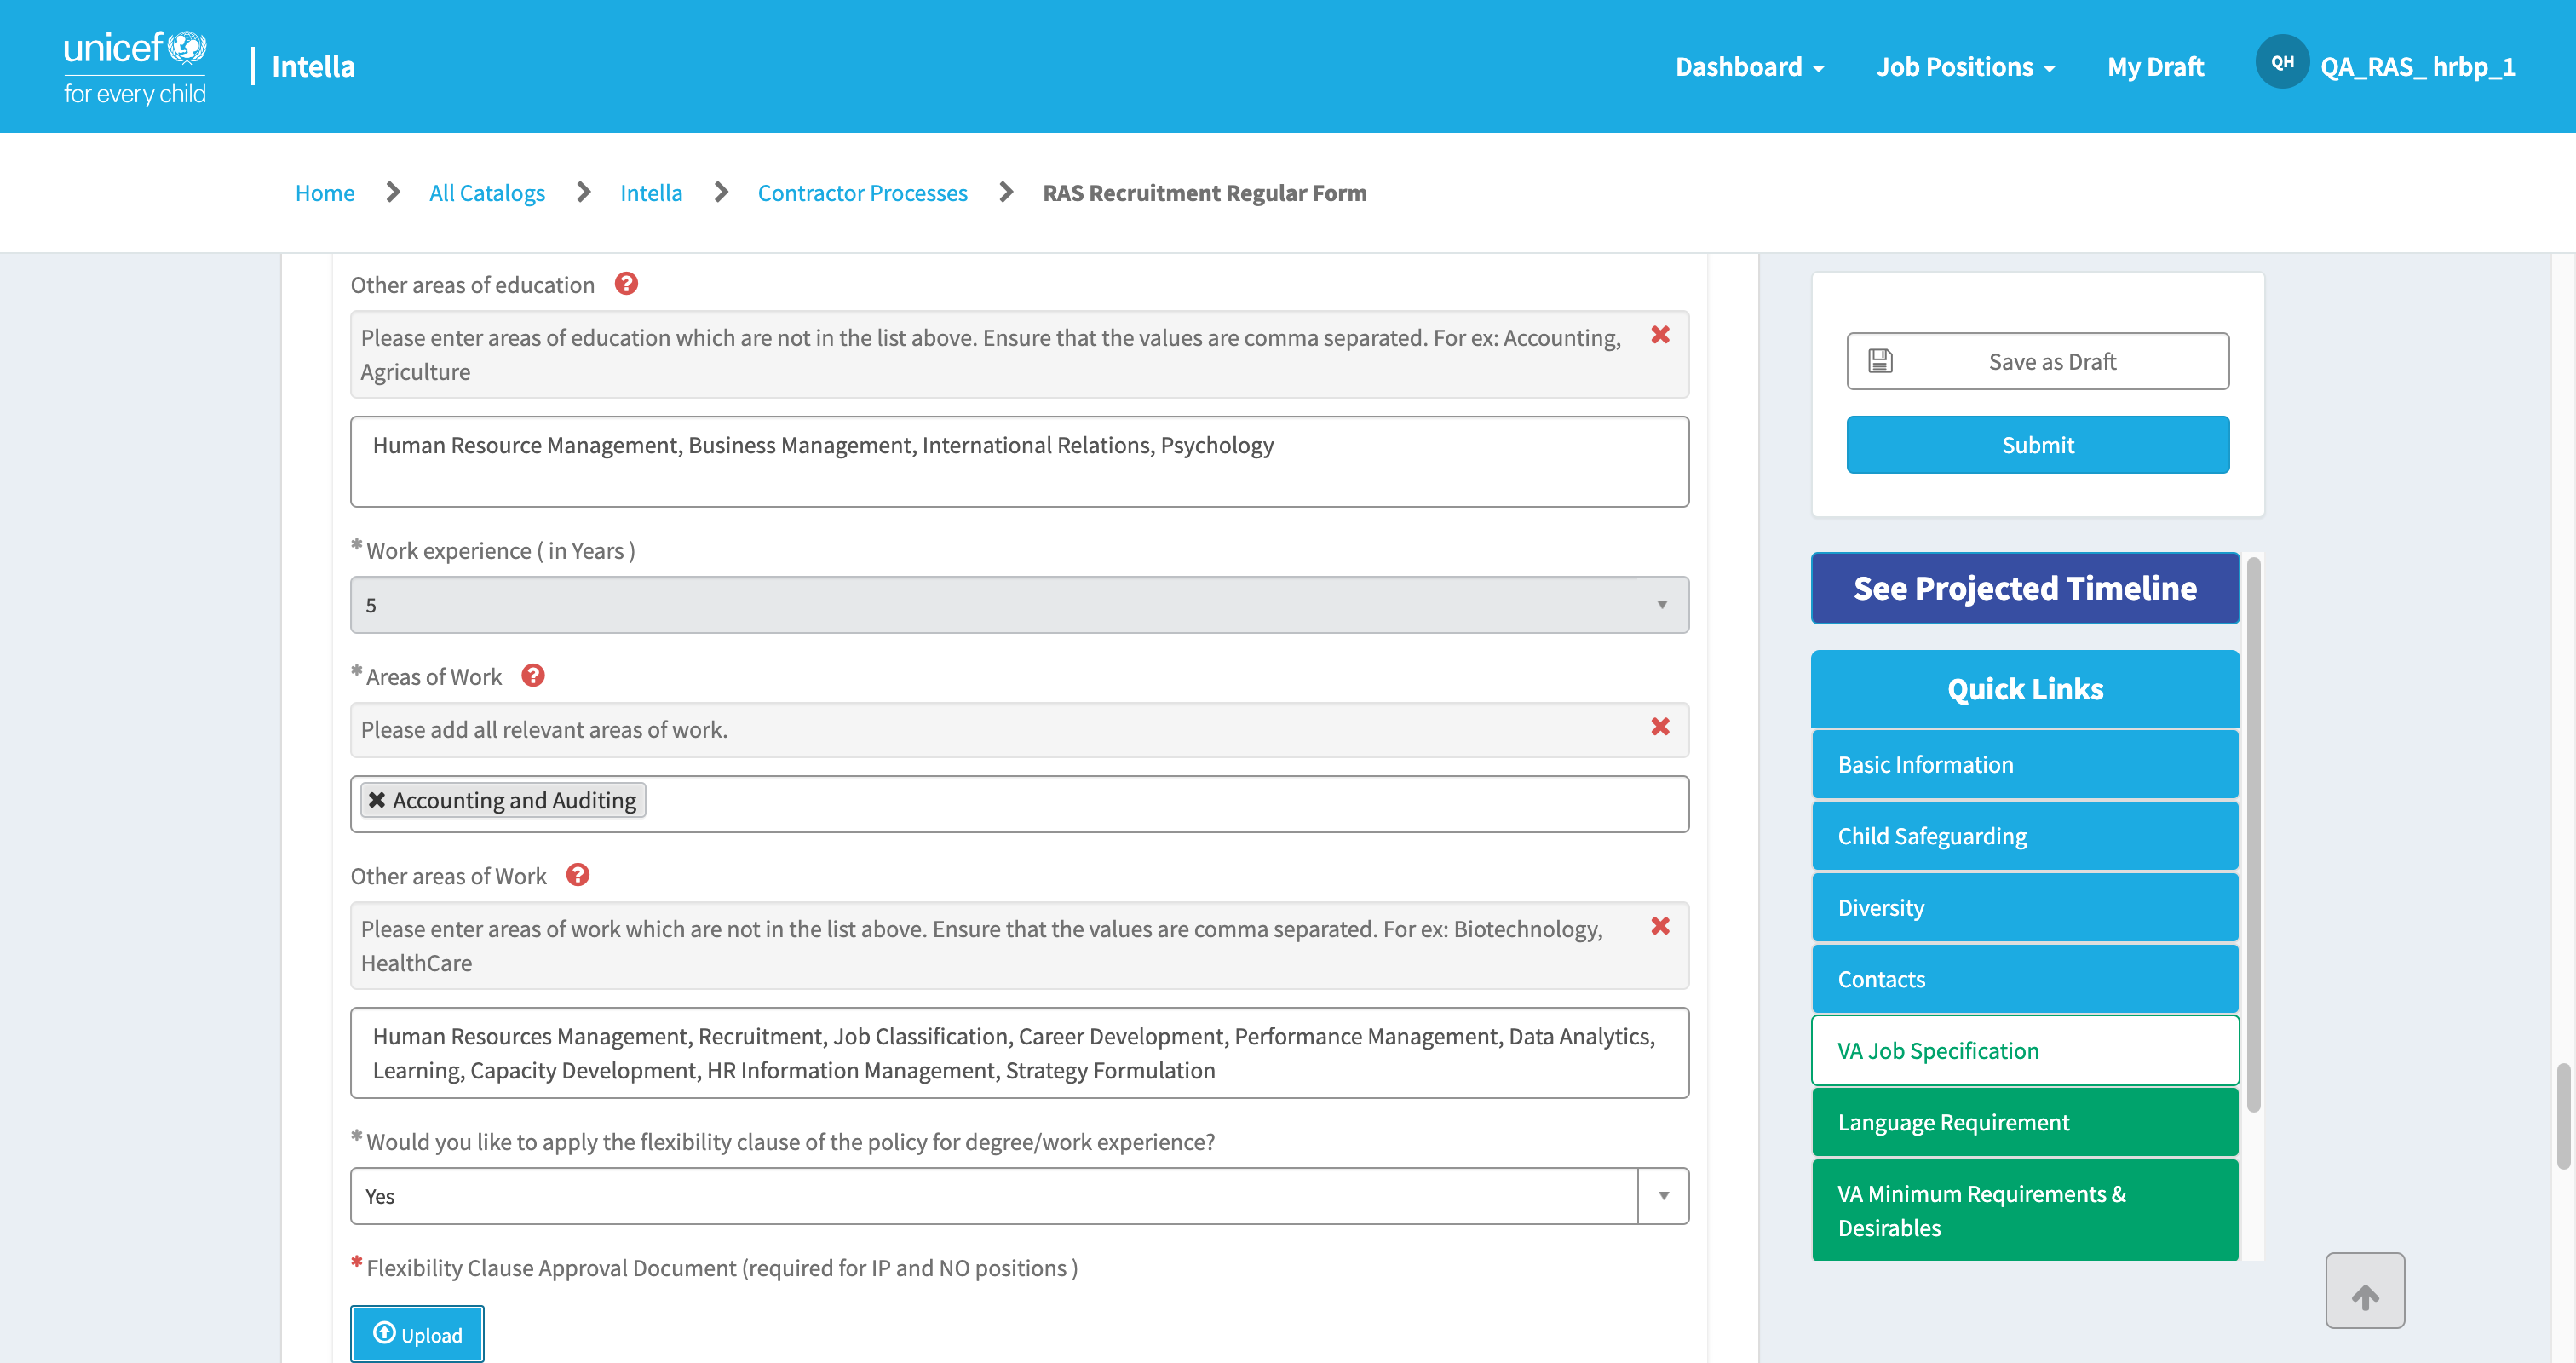 unicef
for every child
Intella
Dashboard
Job Positions
My Draft
QH
QA_RAS_ hrbp_1
Home
All Catalogs
Intella
Contractor Processes
RAS Recruitment Regular Form
Other areas of education
Please enter areas of education which are not in the list above. Ensure that the values are comma separated. For ex: Accounting,
Agriculture
Human Resource Management, Business Management, International Relations, Psychology
* Work experience ( in Years )
5
* Areas of Work
Please add all relevant areas of work.
Accounting and Auditing
Other areas of Work
Please enter areas of work which are not in the list above. Ensure that the values are comma separated. For ex: Biotechnology,
HealthCare
Human Resources Management, Recruitment, Job Classification, Career Development, Performance Management, Data Analytics,
Learning, Capacity Development, HR Information Management, Strategy Formulation
* Would you like to apply the flexibility clause of the policy for degree/work experience?
Yes
* Flexibility Clause Approval Document (required for IP and NO positions )
Upload
Save as Draft
Submit
See Projected Timeline
Quick Links
Basic Information
Child Safeguarding
Diversity
Contacts
VA Job Specification
Language Requirement
VA Minimum Requirements &
Desirables